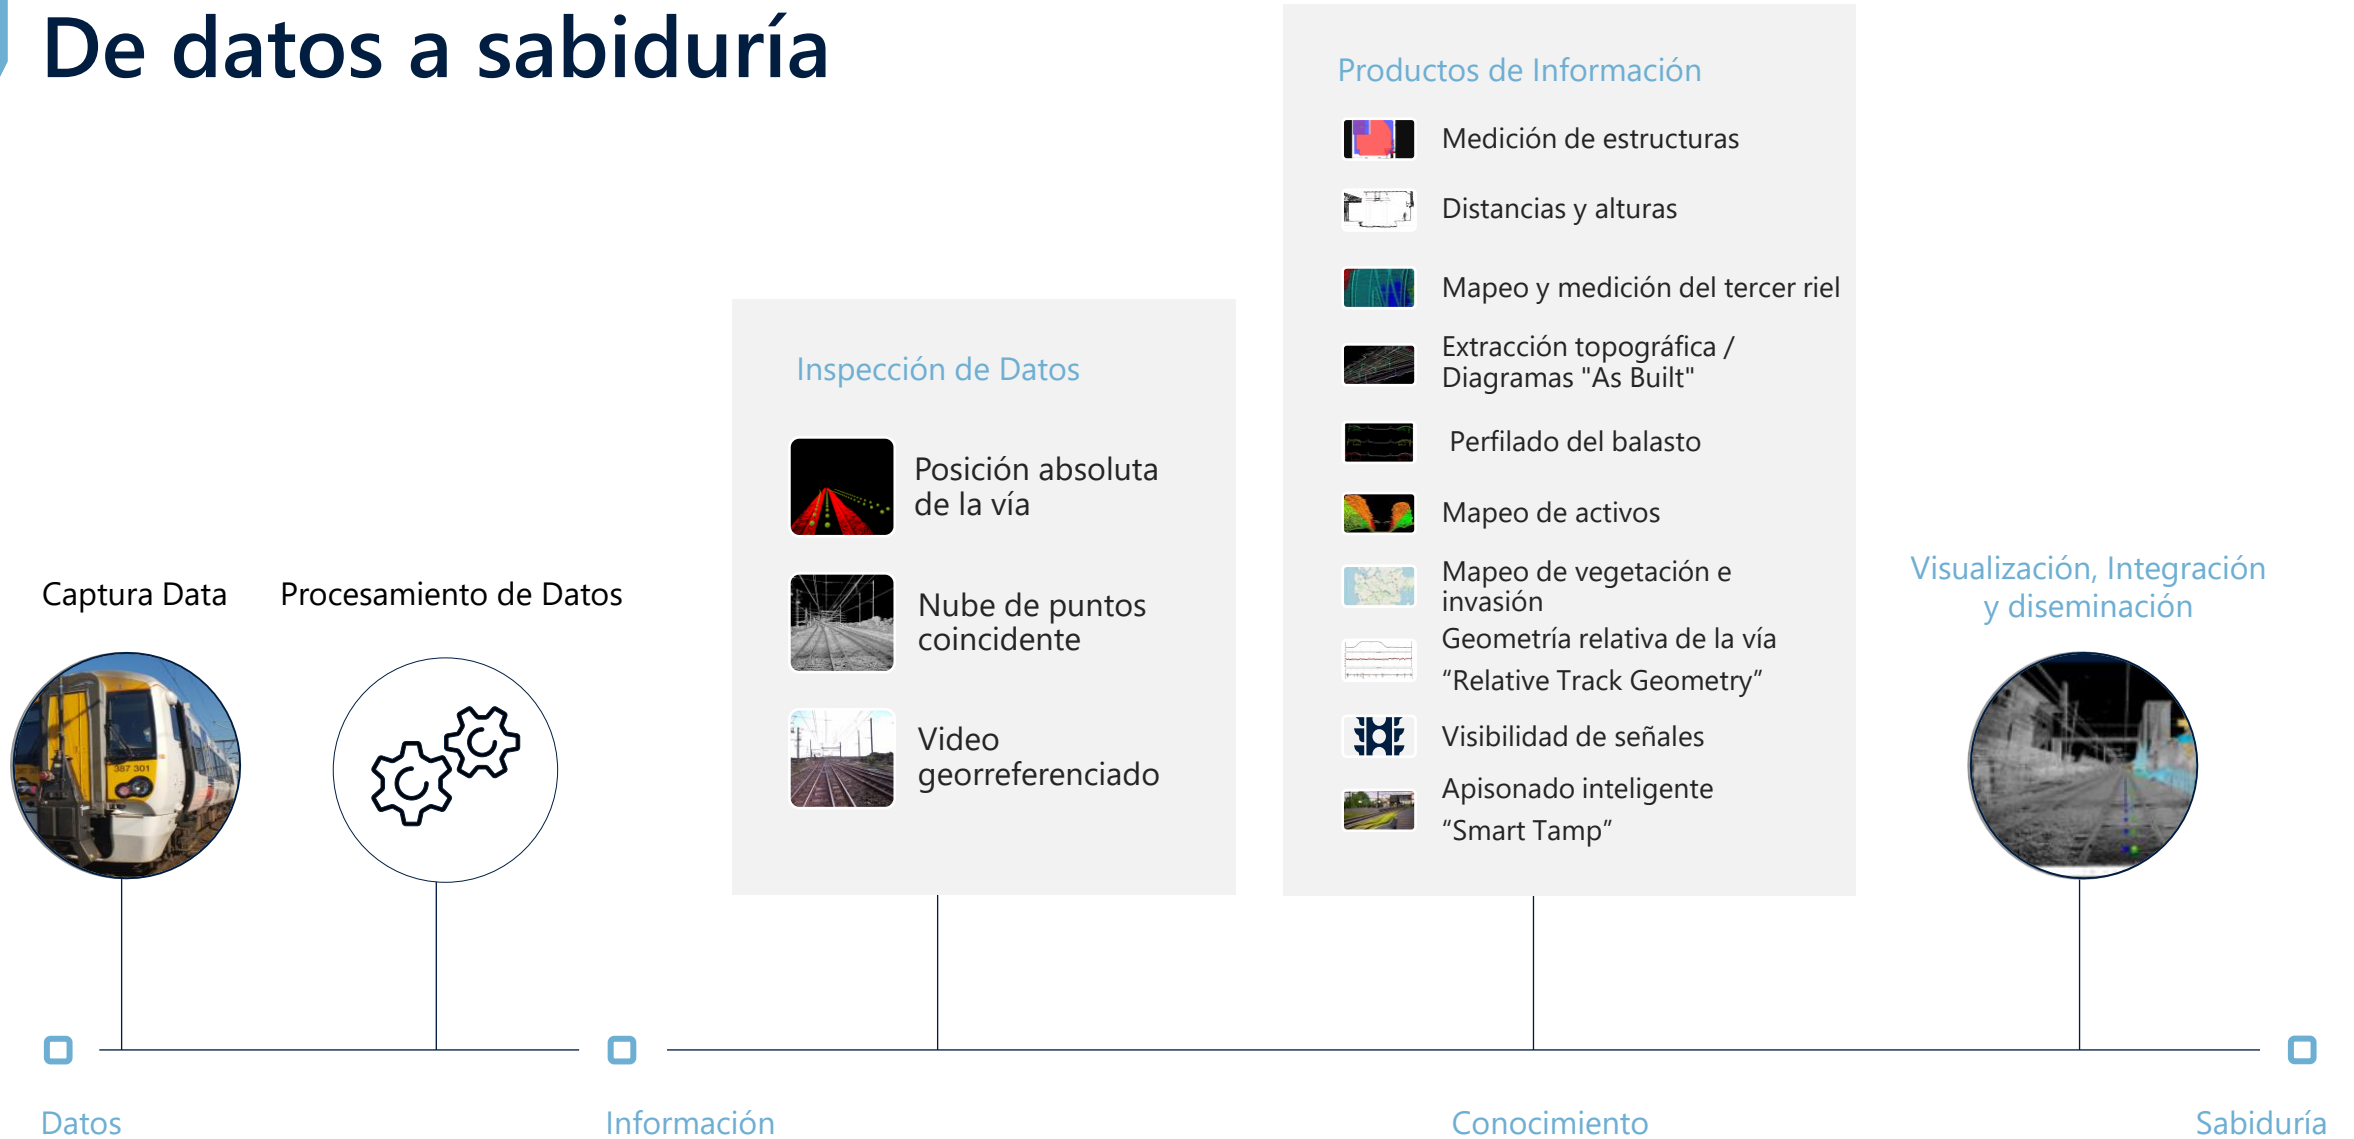 De datos a sabiduría
Captura Data
387 301
Procesamiento de Datos
Inspección de Datos
Posición absoluta
de la vía
Nube de puntos
coincidente
Video
georreferenciado
Productos de Información
Medición de estructuras
Distancias y alturas
Mapeo y medición del tercer riel
Extracción topográfica /
Diagramas "As Built"
Perfilado del balasto
Mapeo de activos
Mapeo de vegetación e
invasión
Geometría relativa de la vía
“Relative Track Geometry”
Visibilidad de señales
Apisonado inteligente
“Smart Tamp”
Visualización, Integración
y diseminación
Datos
Información
Conocimiento
Sabiduría